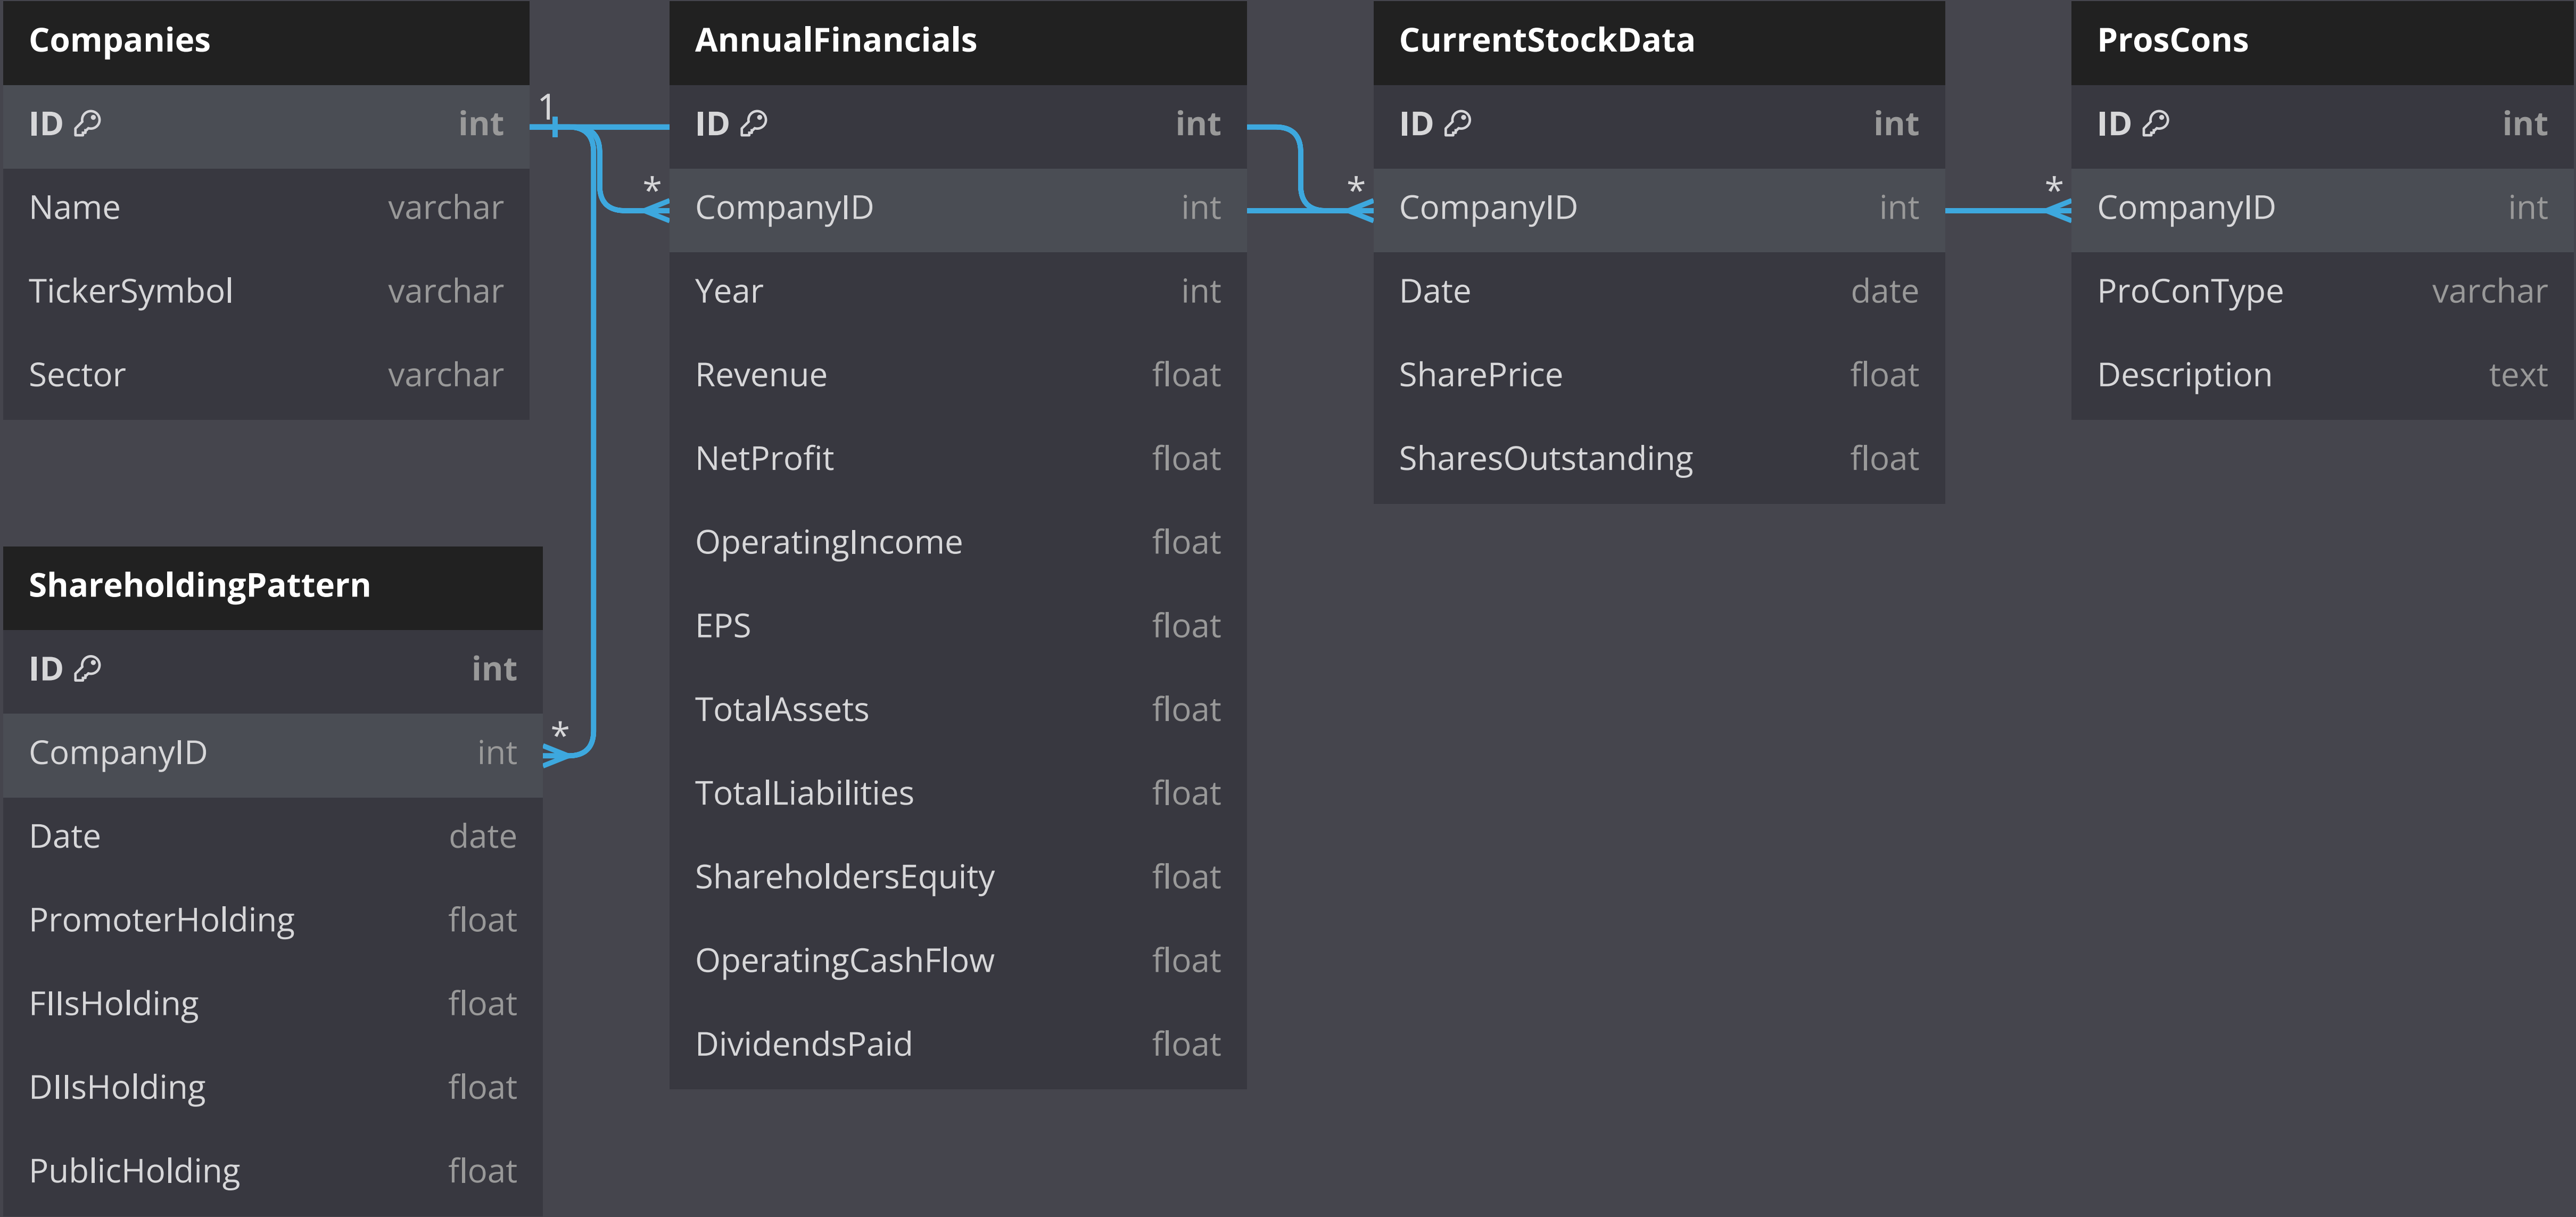 Companies
ID int
Name varchar
TickerSymbol varchar
Sector varchar
1
AnnualFinancials
ID int
* CompanyID int
Year int
Revenue float
NetProfit float
OperatingIncome float
EPS float
TotalAssets float
TotalLiabilities float
ShareholdersEquity float
OperatingCashFlow float
DividendsPaid float
CurrentStockData
ID int
* CompanyID int
Date date
SharePrice float
SharesOutstanding float
ProsCons
ID int
* CompanyID int
ProConType varchar
Description text
ShareholdingPattern
ID int
CompanyID int *
Date date
PromoterHolding float
FIIsHolding float
DIIsHolding float
PublicHolding float